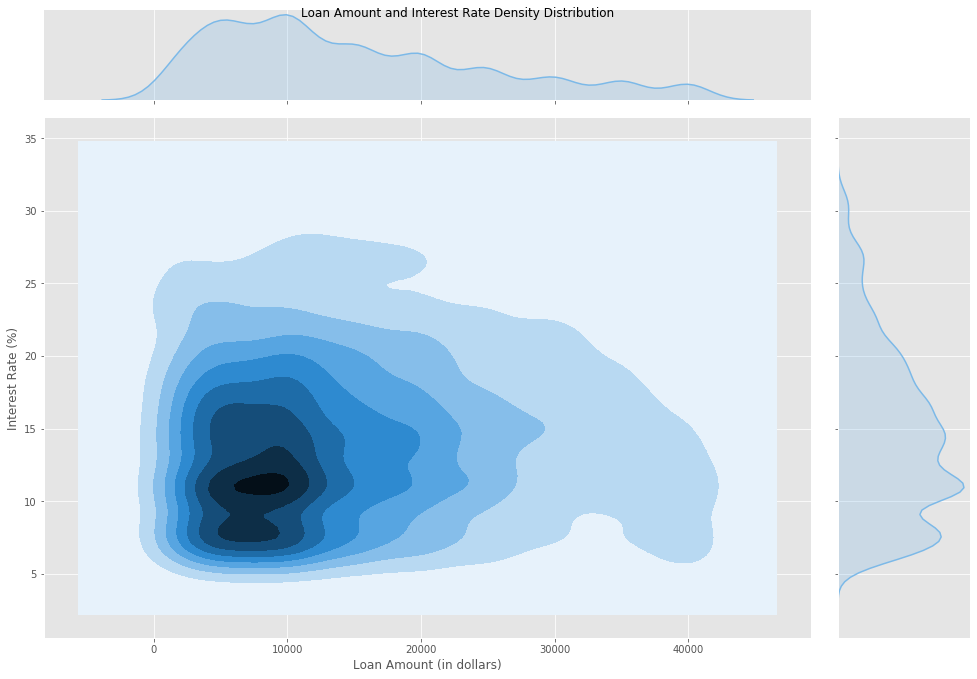 Loan Amount and Interest Rate Density Distribution
35
30
25
20
15
10
5
Interest Rate (%)
0 10000 20000 30000 40000
Loan Amount (in dollars)